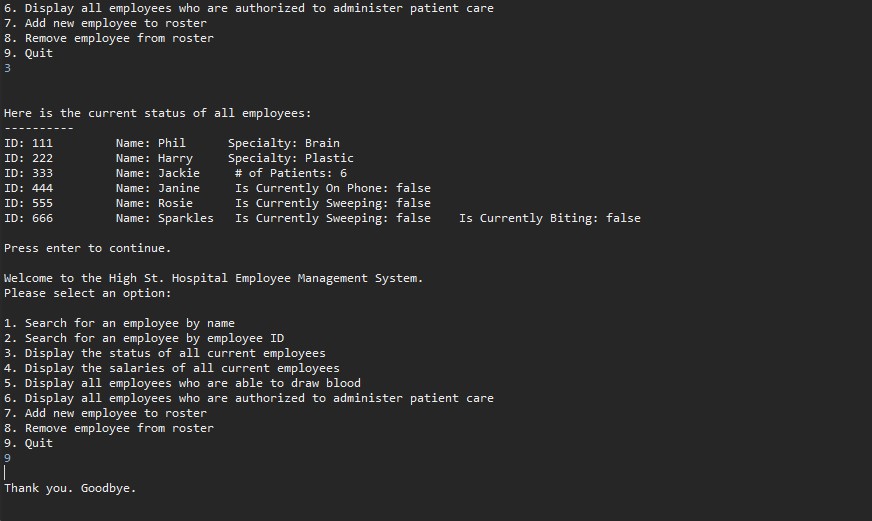 6. Display all employees who are authorized to administer patient care
7. Add new employee to roster
8. Remove employee from roster
9. Quit
3
Here is the current status of all employees:
----------
ID: 111         Name: Phil      Specialty: Brain
ID: 222         Name: Harry     Specialty: Plastic
ID: 333         Name: Jackie     # of Patients: 6
ID: 444         Name: Janine     Is Currently On Phone: false
ID: 555         Name: Rosie      Is Currently Sweeping: false
ID: 666         Name: Sparkles   Is Currently Sweeping: false    Is Currently Biting: false
Press enter to continue.
Welcome to the High St. Hospital Employee Management System.
Please select an option:
1. Search for an employee by name
2. Search for an employee by employee ID
3. Display the status of all current employees
4. Display the salaries of all current employees
5. Display all employees who are able to draw blood
6. Display all employees who are authorized to administer patient care
7. Add new employee to roster
8. Remove employee from roster
9. Quit
9
Thank you. Goodbye.